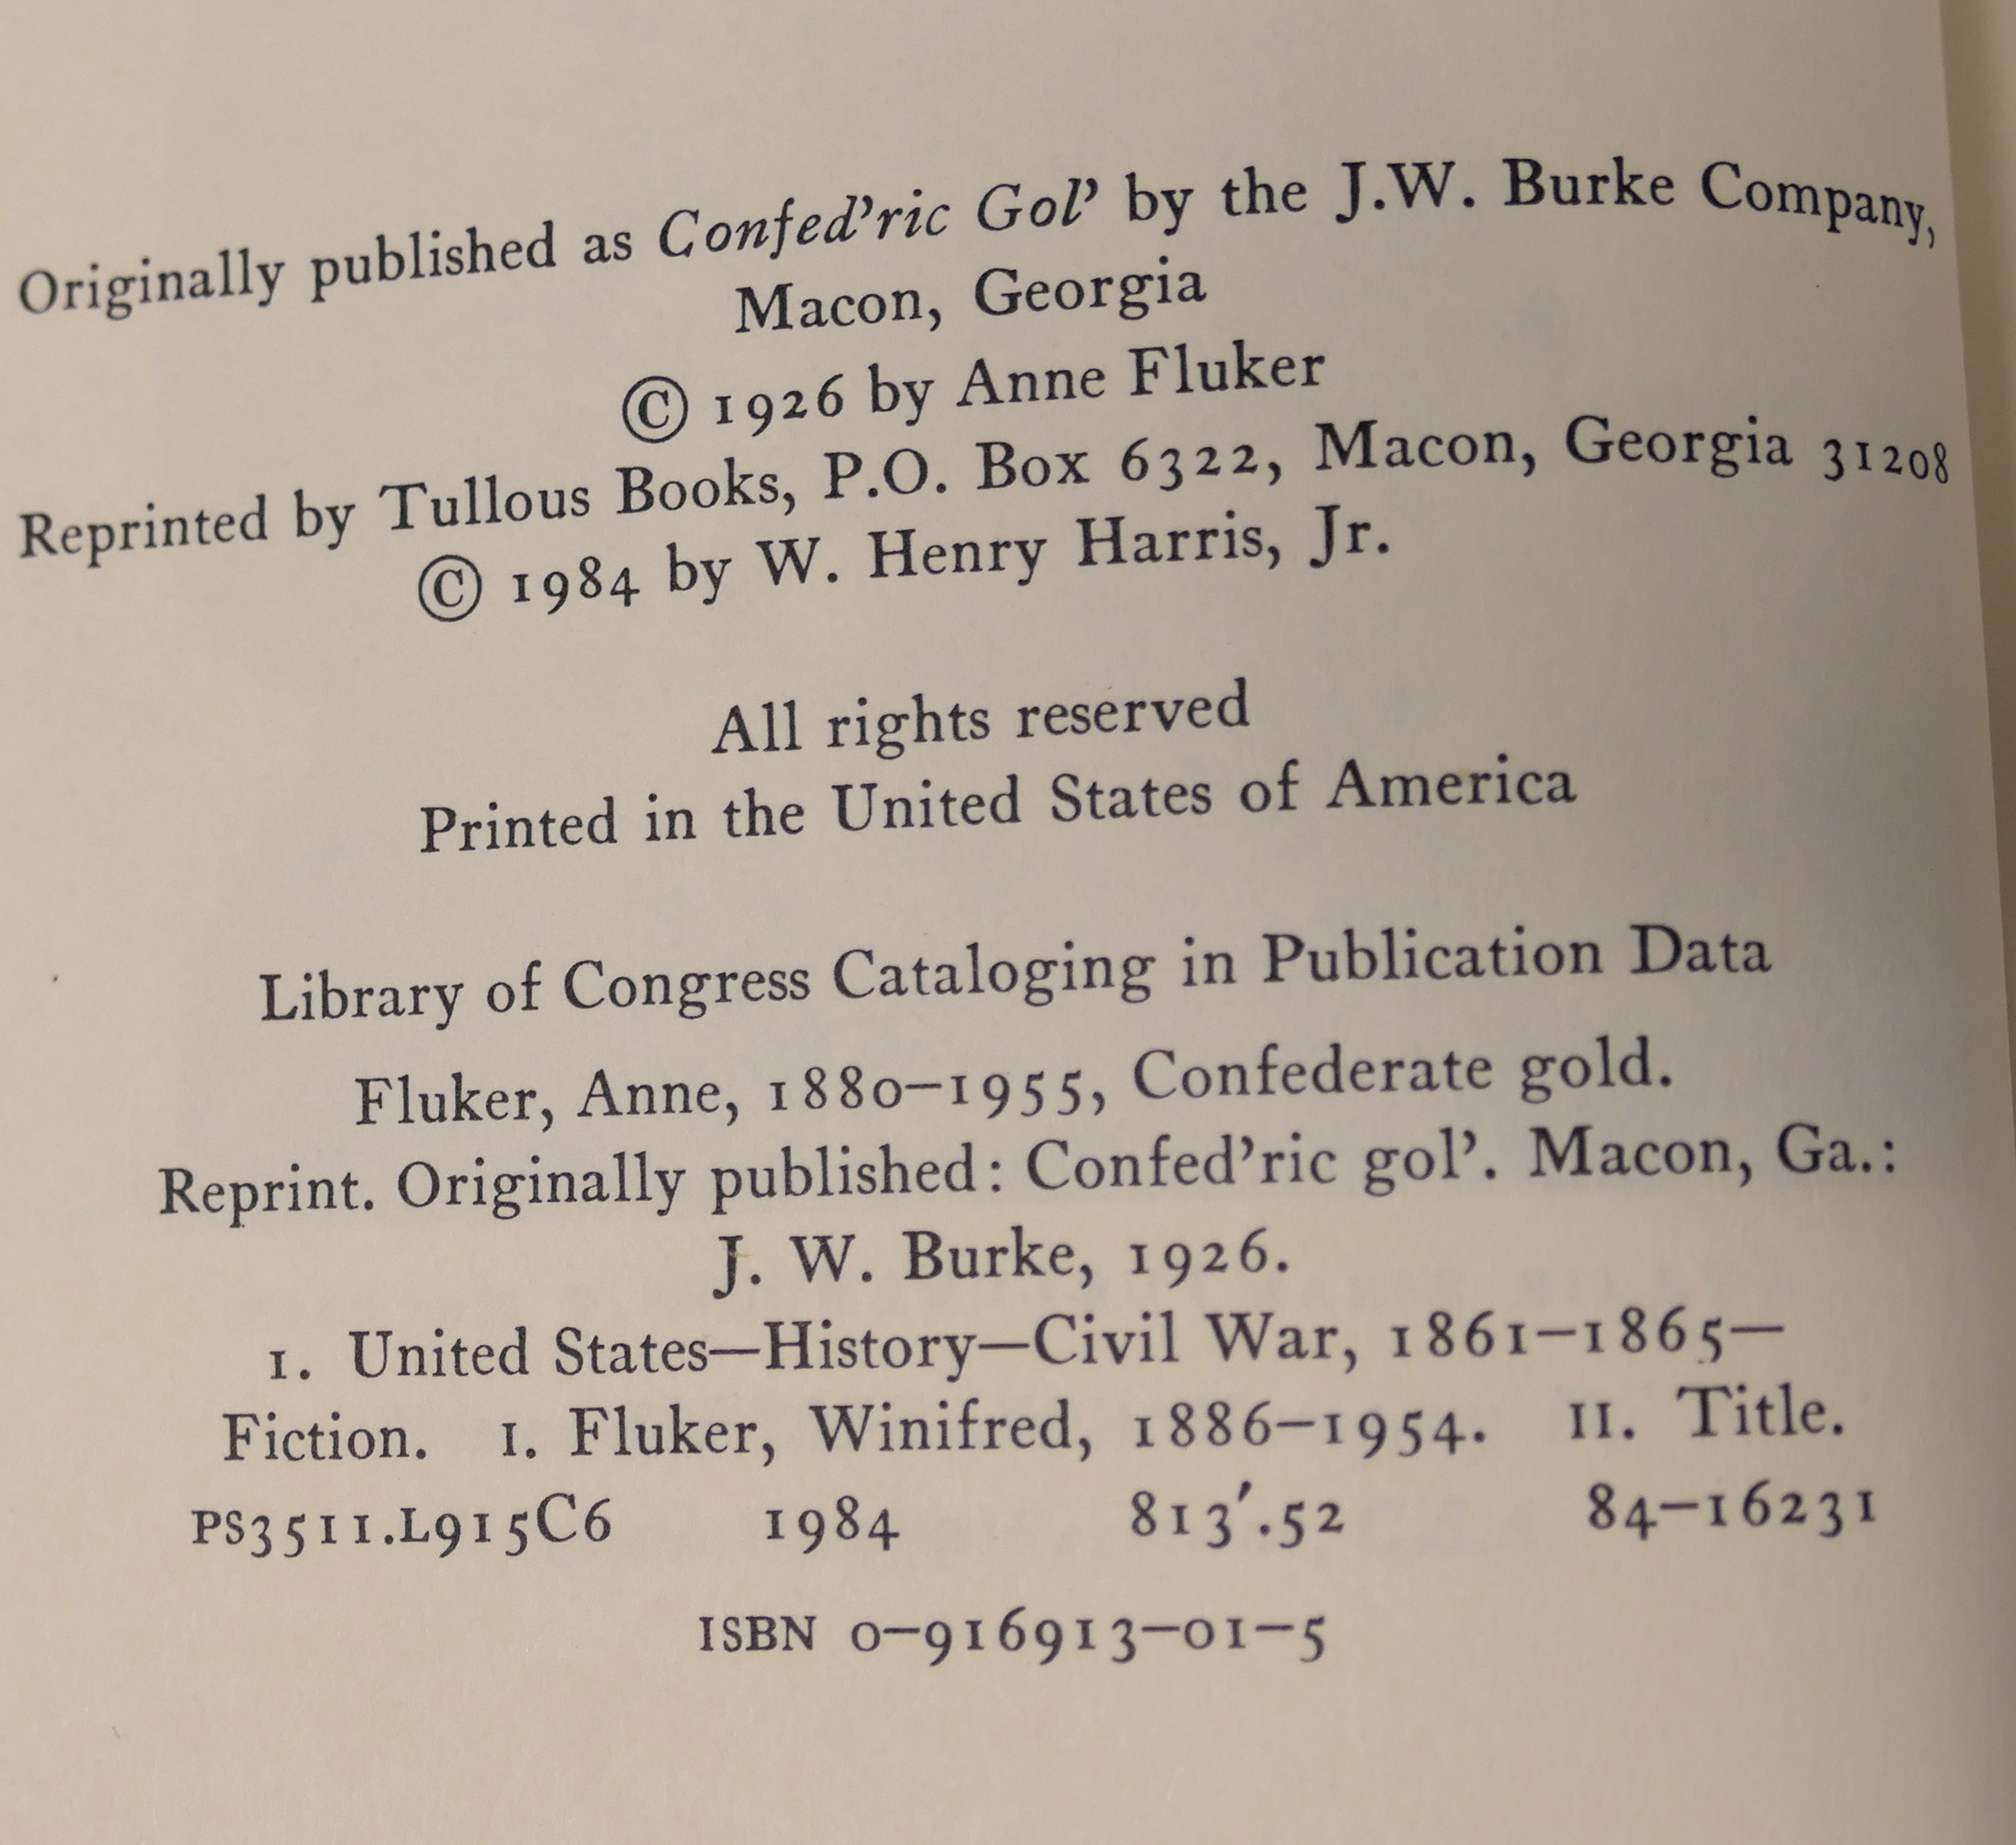 Originally published as Confed’ric Gol’ by the J.W. Burke Company,
Macon, Georgia
© 1926 by Anne Fluker
Reprinted by Tullous Books, P.O. Box 6322, Macon, Georgia 31208
© 1984 by W. Henry Harris, Jr.
All rights reserved
Printed in the United States of America
Library of Congress Cataloging in Publication Data
Fluker, Anne, 1880–1955, Confederate gold.
Reprint. Originally published: Confed’ric gol’. Macon, Ga.:
J. W. Burke, 1926.
1. United States—History—Civil War, 1861–1865—
Fiction. I. Fluker, Winifred, 1886–1954. II. Title.
PS3511.L915C6 1984 813′.52 84–16231
ISBN 0–916913–01–5